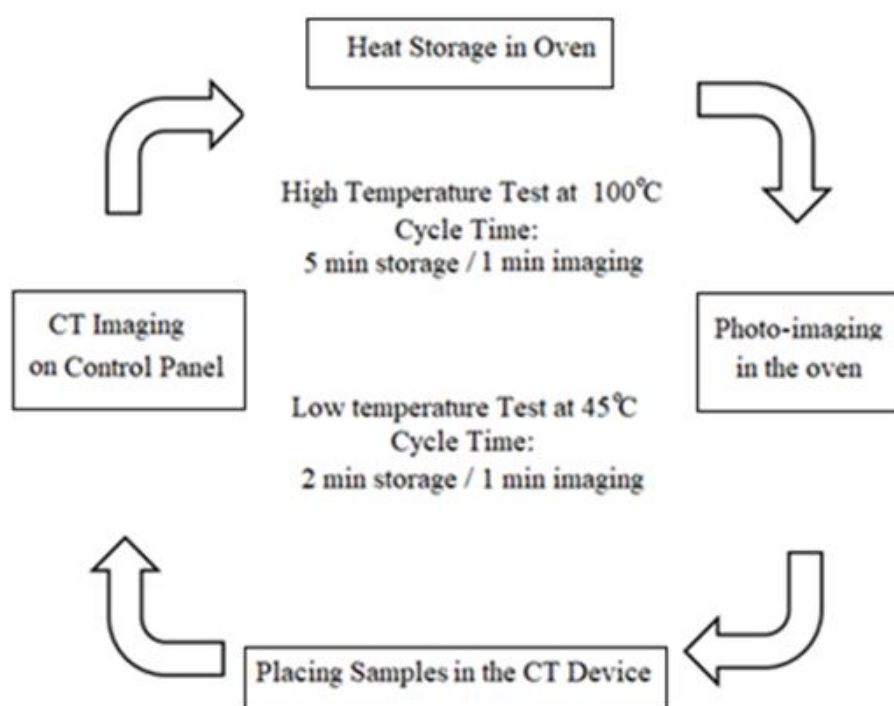 Heat Storage in Oven
High Temperature Test at 100°C
Cycle Time:
5 min storage / 1 min imaging
CT Imaging
on Control Panel
Photo-imaging
in the oven
Low temperature Test at 45°C
Cycle Time:
2 min storage / 1 min imaging
Placing Samples in the CT Device